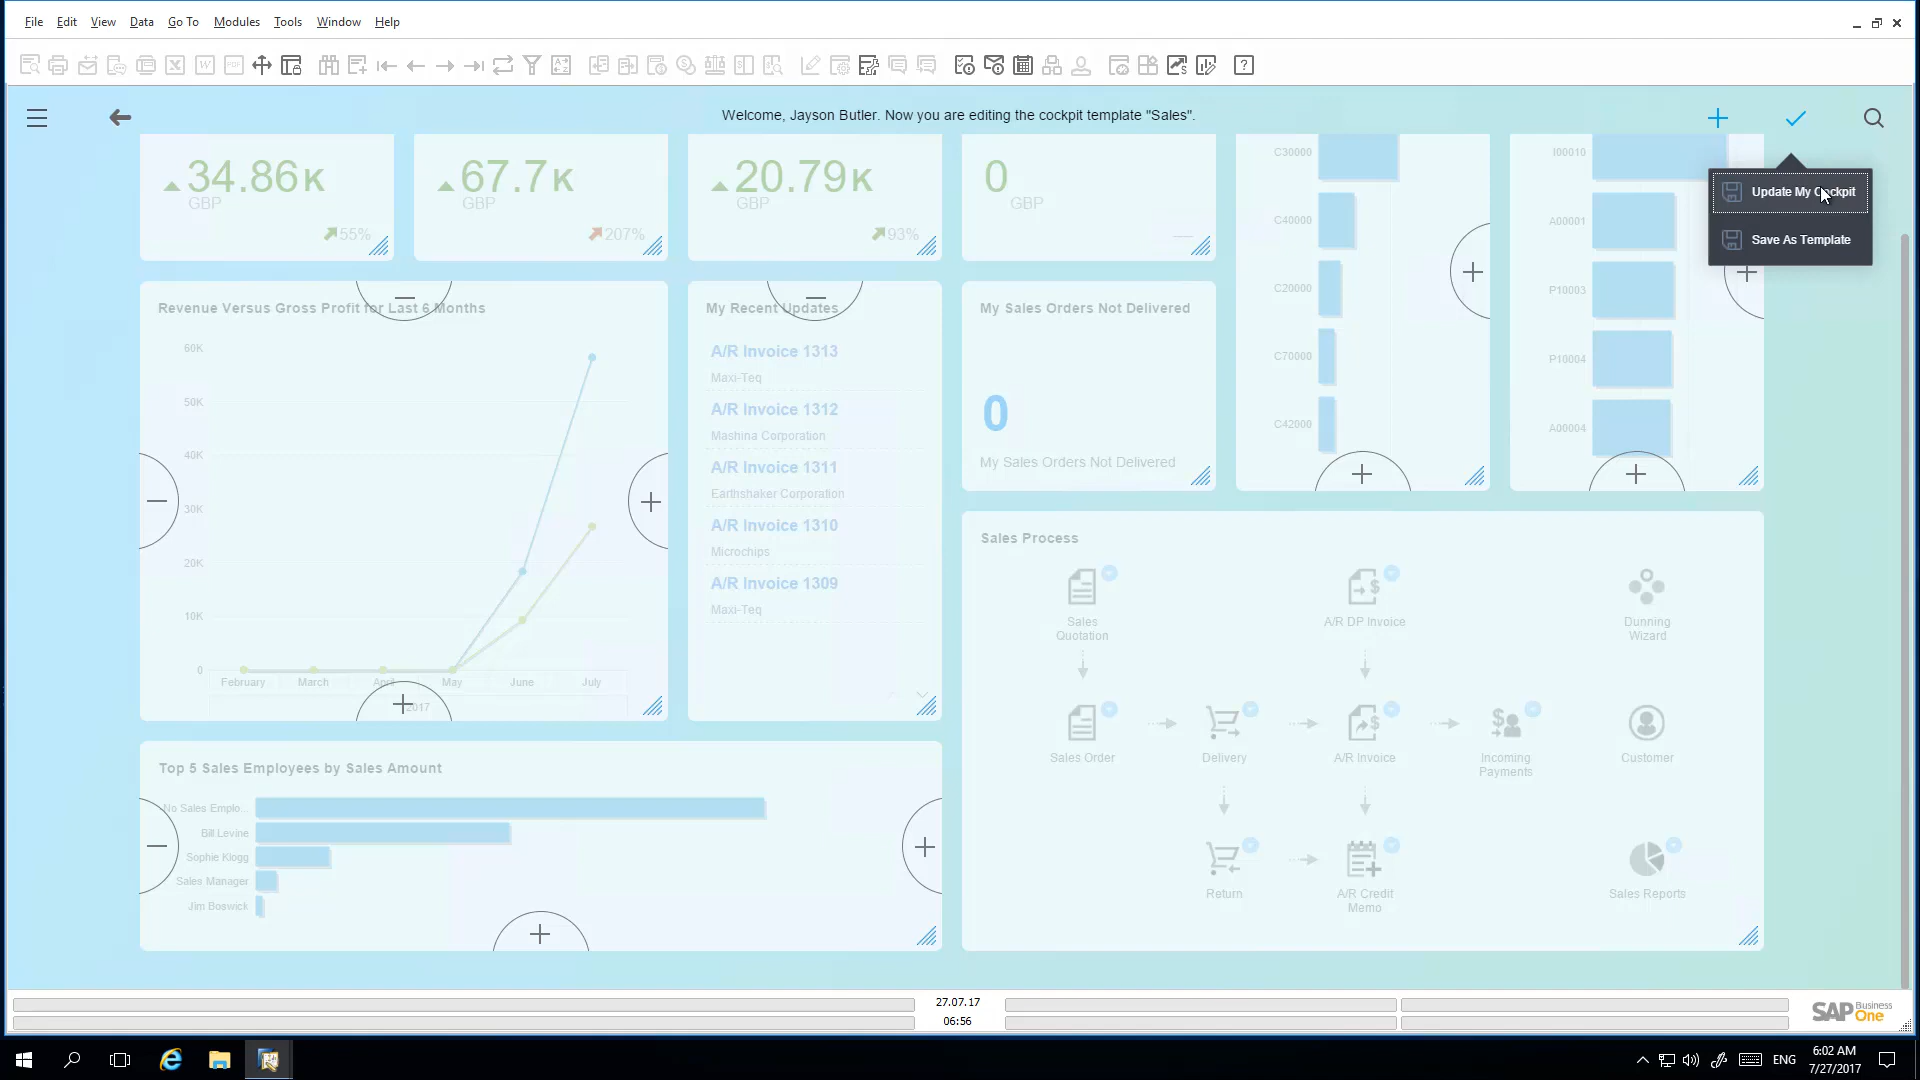 File Edit View Data Go To Modules Tools Window Help
Welcome, Jayson Butler. Now you are editing the cockpit template "Sales".
34.86K
GBP
55%
67.7K
GBP
207%
20.79K
GBP
93%
0
GBP
C30000
C40000
C20000
C70000
C42000
I00010
A00001
P10003
P10004
A00004
Update My Cockpit
Save As Template
Revenue Versus Gross Profit for Last 6 Months
60K
50K
40K
30K
20K
10K
0
February March April May June July
2017
My Recent Updates
A/R Invoice 1313
Maxi-Teq
A/R Invoice 1312
Mashina Corporation
A/R Invoice 1311
Earthshaker Corporation
A/R Invoice 1310
Microchips
A/R Invoice 1309
Maxi-Teq
My Sales Orders Not Delivered
0
My Sales Orders Not Delivered
Top 5 Sales Employees by Sales Amount
No Sales Emplo...
Bill Levine
Sophie Klogg
Sales Manager
Jim Boswick
Sales Process
Sales
Quotation
A/R DP Invoice
Dunning
Wizard
Sales Order
Delivery
A/R Invoice
Incoming
Payments
Customer
Return
A/R Credit
Memo
Sales Reports
27.07.17
06:56
SAP Business
One
ENG
6:02 AM
7/27/2017